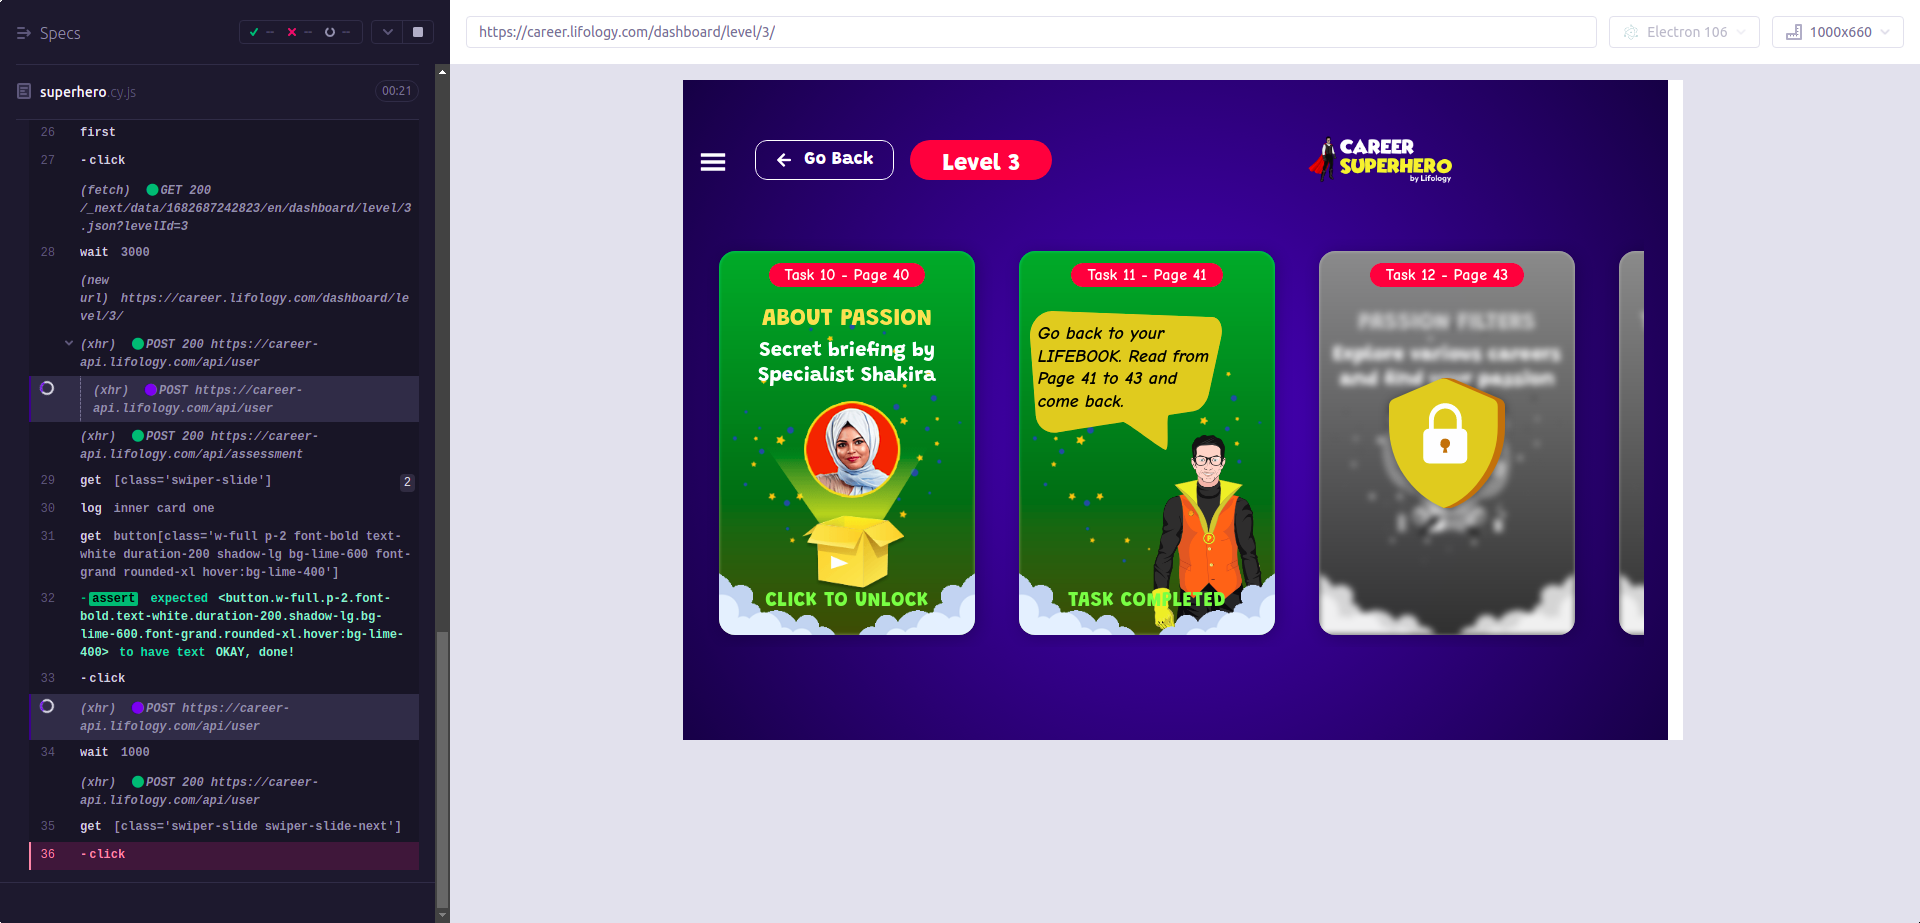 Specs
superhero.cy.js
00:21
26 first
27 -click
(fetch) GET 200
/_next/data/1682687242823/en/dashboard/level/3
.json?levelId=3
28 wait 3000
(new
url) https://career.lifology.com/dashboard/le
vel/3/
(xhr) POST 200 https://career-
api.lifology.com/api/user
(xhr) POST https://career-
api.lifology.com/api/user
(xhr) POST 200 https://career-
api.lifology.com/api/assessment
29 get [class='swiper-slide'] 2
30 log inner card one
31 get button[class='w-full p-2 font-bold text-
white duration-200 shadow-lg bg-lime-600 font-
grand rounded-xl hover:bg-lime-400']
32 -assert expected <button.w-full.p-2.font-
bold.text-white.duration-200.shadow-lg.bg-
lime-600.font-grand.rounded-xl.hover:bg-lime-
400> to have text OKAY, done!
33 -click
(xhr) POST https://career-
api.lifology.com/api/user
34 wait 1000
(xhr) POST 200 https://career-
api.lifology.com/api/user
35 get [class='swiper-slide swiper-slide-next']
36 -click
https://career.lifology.com/dashboard/level/3/
Electron 106
1000x660
Go Back
Level 3
CAREER
SUPERHERO
by Lifology
Task 10 - Page 40
ABOUT PASSION
Secret briefing by
Specialist Shakira
CLICK TO UNLOCK
Task 11 - Page 41
Go back to your
LIFEBOOK. Read from
Page 41 to 43 and
come back.
P
TASK COMPLETED
Task 12 - Page 43
PASSION FILTERS
Explore various careers
and find your passion